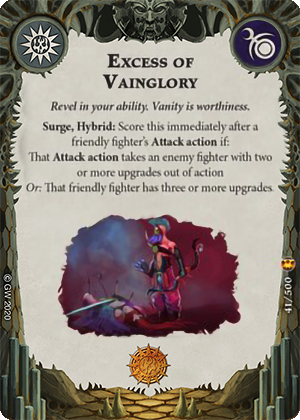 EXCESS OF
VAINGLORY
Revel in your ability. Vanity is worthiness.
Surge, Hybrid: Score this immediately after a
friendly fighter's Attack action if:
That Attack action takes an enemy fighter with two
or more upgrades out of action
Or: That friendly fighter has three or more upgrades.
© GW 2020
41/500